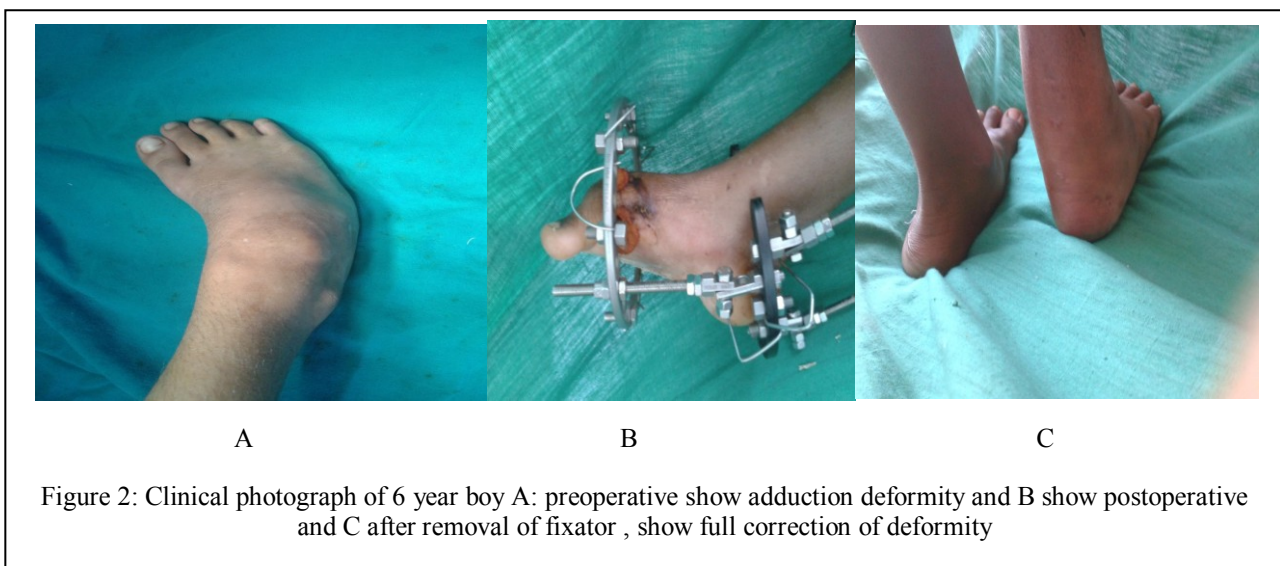 A B C
Figure 2: Clinical photograph of 6 year boy A: preoperative show adduction deformity and B show postoperative
and C after removal of fixator , show full correction of deformity